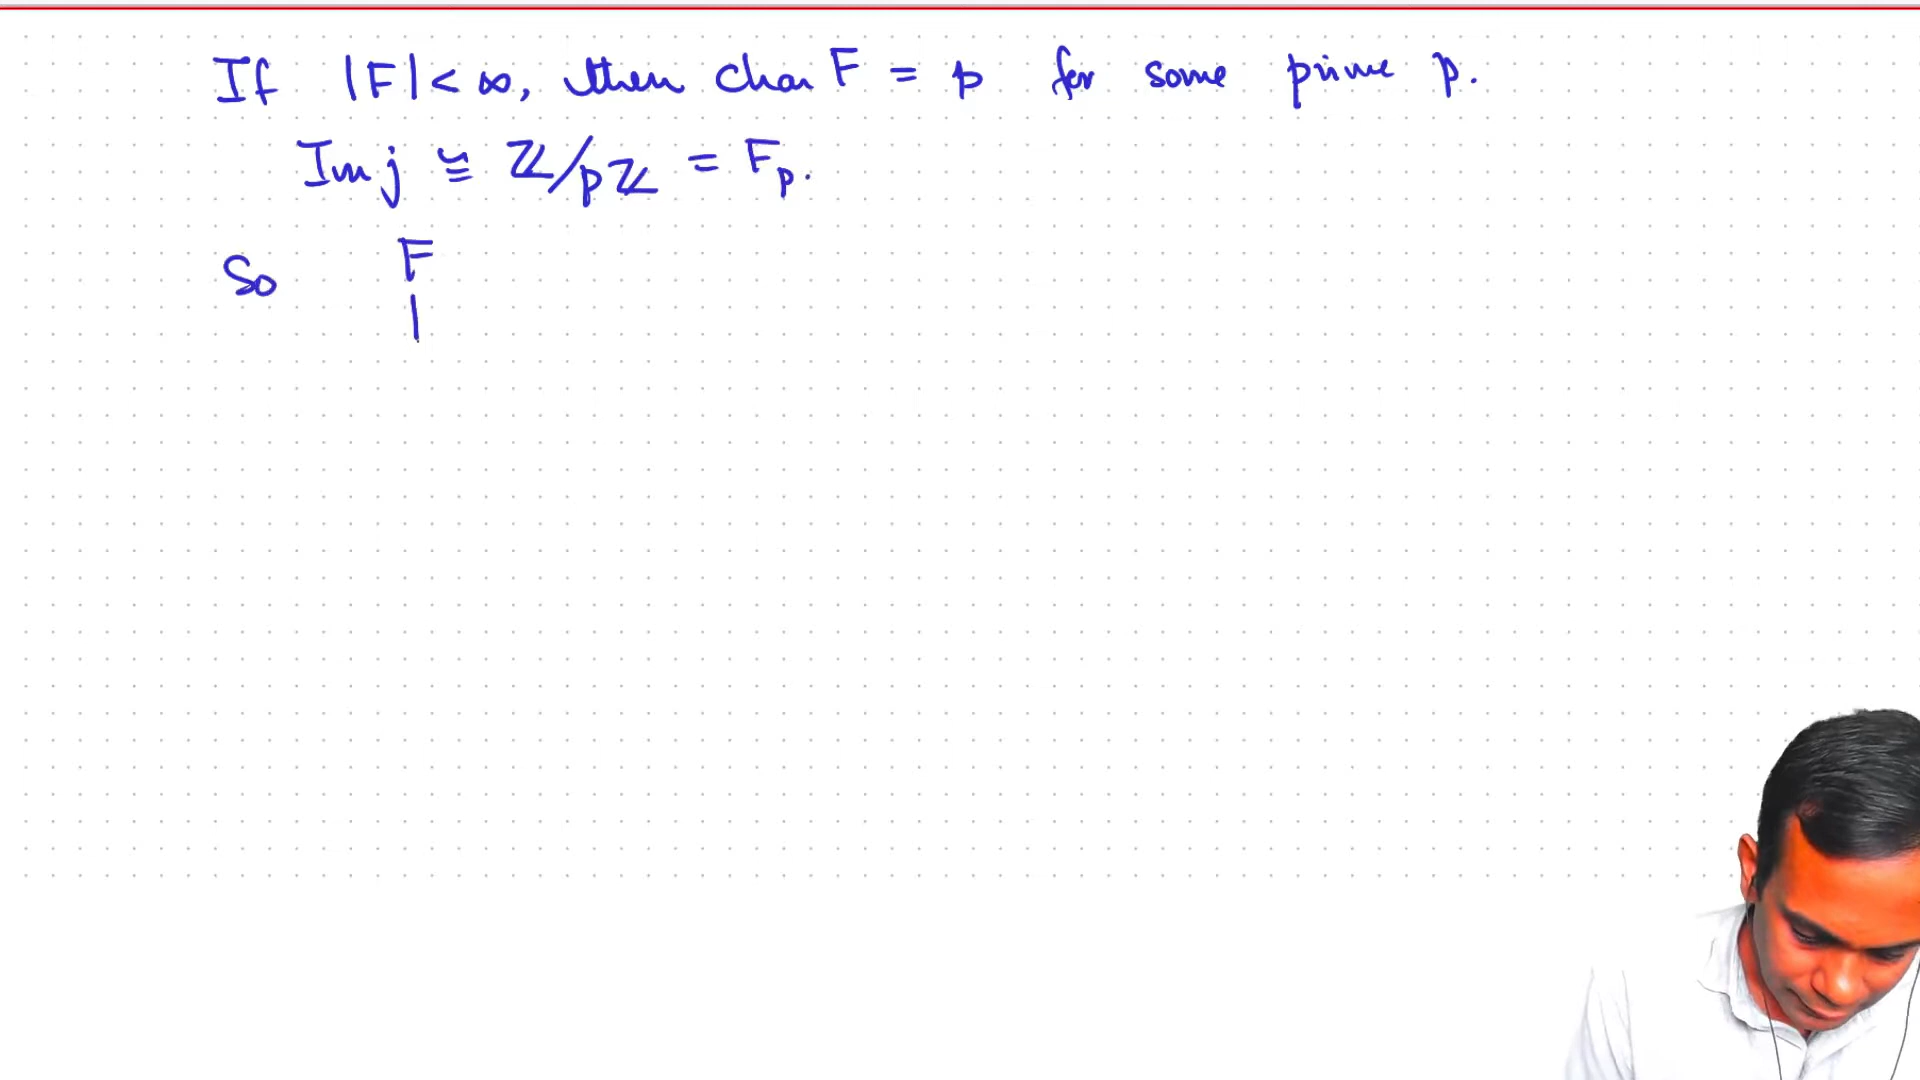 If |F| < ∞, then char F = p for some prime p.
Im j ≅ ℤ/pℤ = F_p.
So F
|